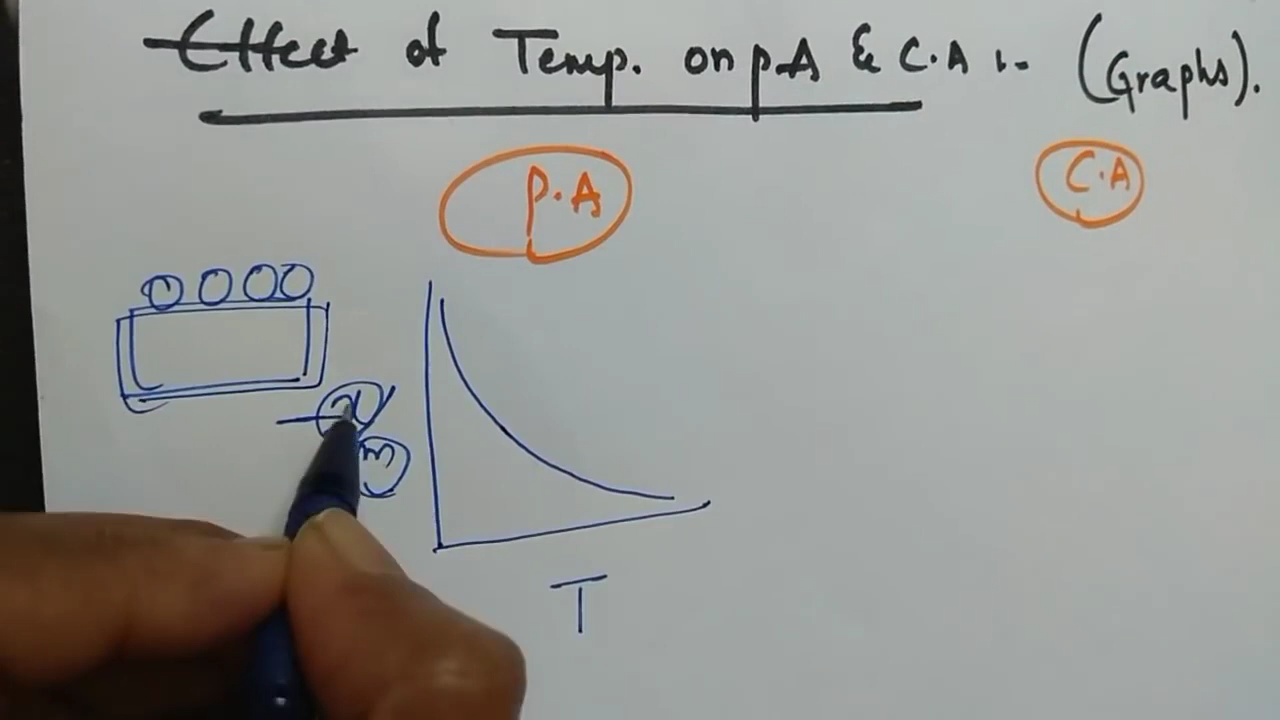 Effect of Temp. on p.A & C.A :- (Graphs).
P.A
C.A
x
m
T